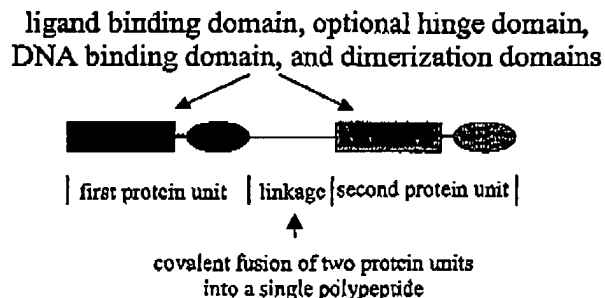 ligand binding domain, optional hinge domain,
DNA binding domain, and dimerization domains
first protein unit linkage second protein unit
covalent fusion of two protein units
into a single polypeptide